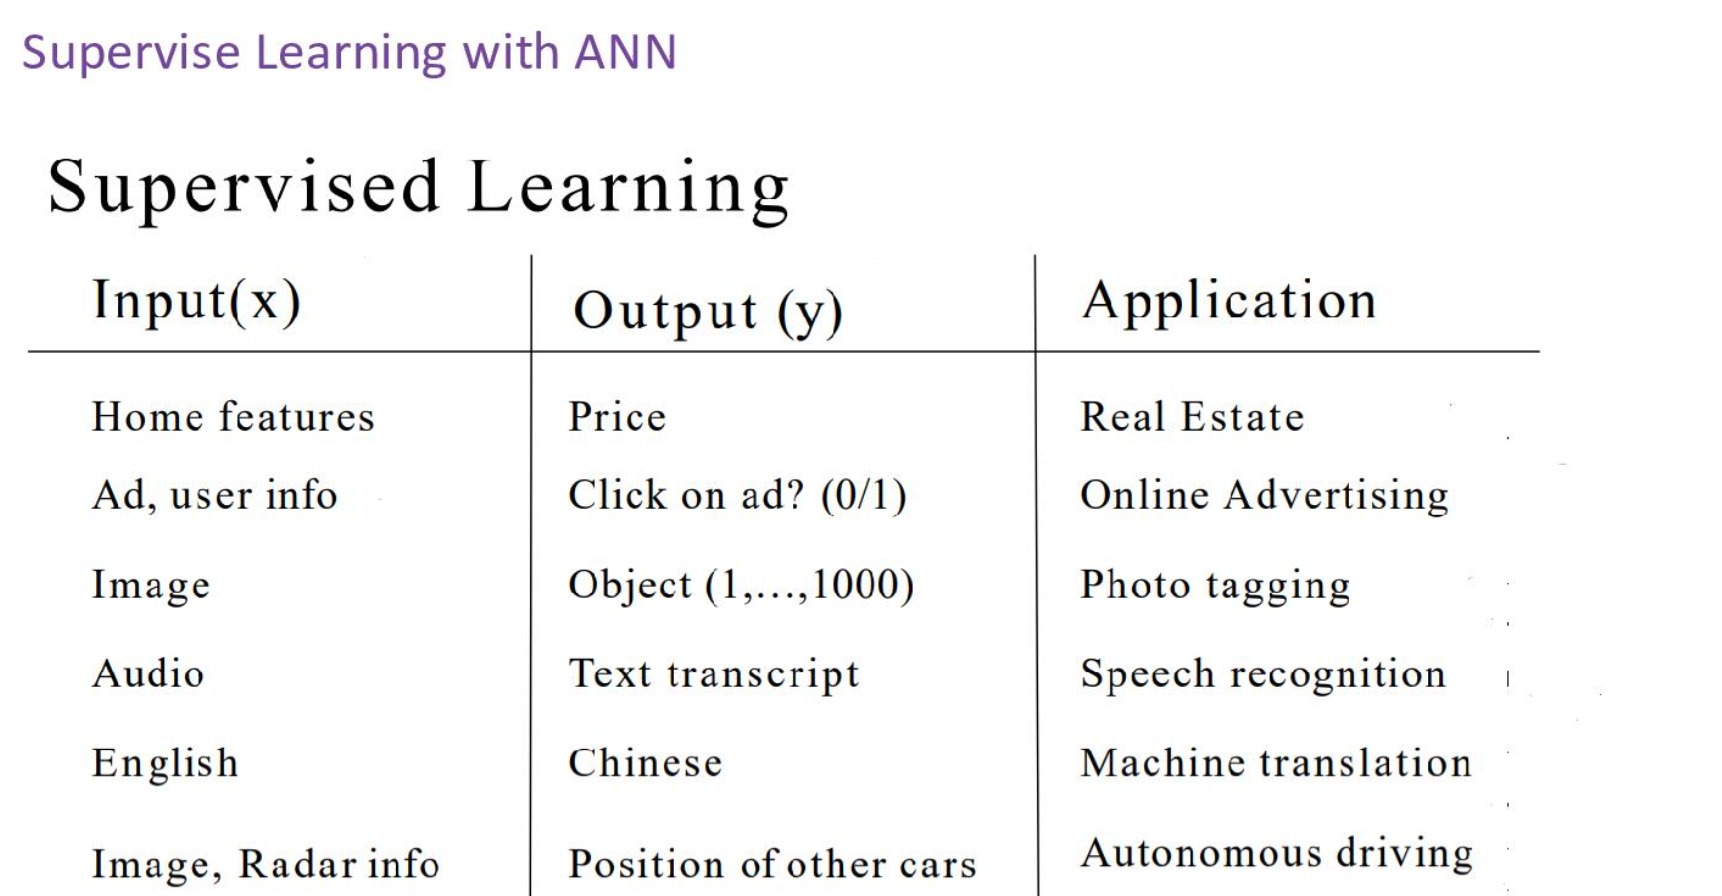 Supervise Learning with ANN
Supervised Learning
Input(x) Output (y) Application
Home features Price Real Estate
Ad, user info Click on ad? (0/1) Online Advertising
Image Object (1,...,1000) Photo tagging
Audio Text transcript Speech recognition
English Chinese Machine translation
Image, Radar info Position of other cars Autonomous driving